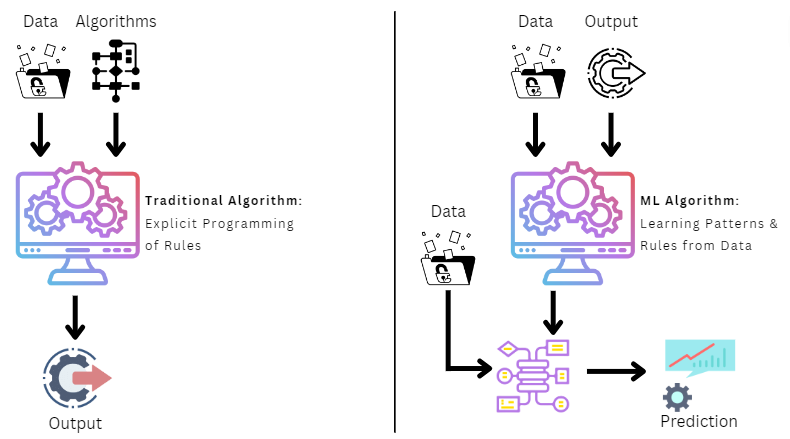 Data
Algorithms
Traditional Algorithm:
Explicit Programming
of Rules
Output
Data
Output
ML Algorithm:
Learning Patterns &
Rules from Data
Data
Prediction